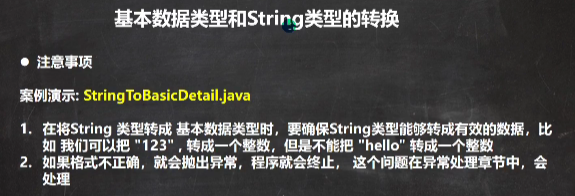 基本数据类型和String类型的转换
● 注意事项
案例演示: StringToBasicDetail.java
1. 在将String 类型转成 基本数据类型时，要确保String类型能够转成有效的数据，比
如 我们可以把 "123" , 转成一个整数，但是不能把 "hello" 转成一个整数
2. 如果格式不正确，就会抛出异常，程序就会终止， 这个问题在异常处理章节中，会
处理